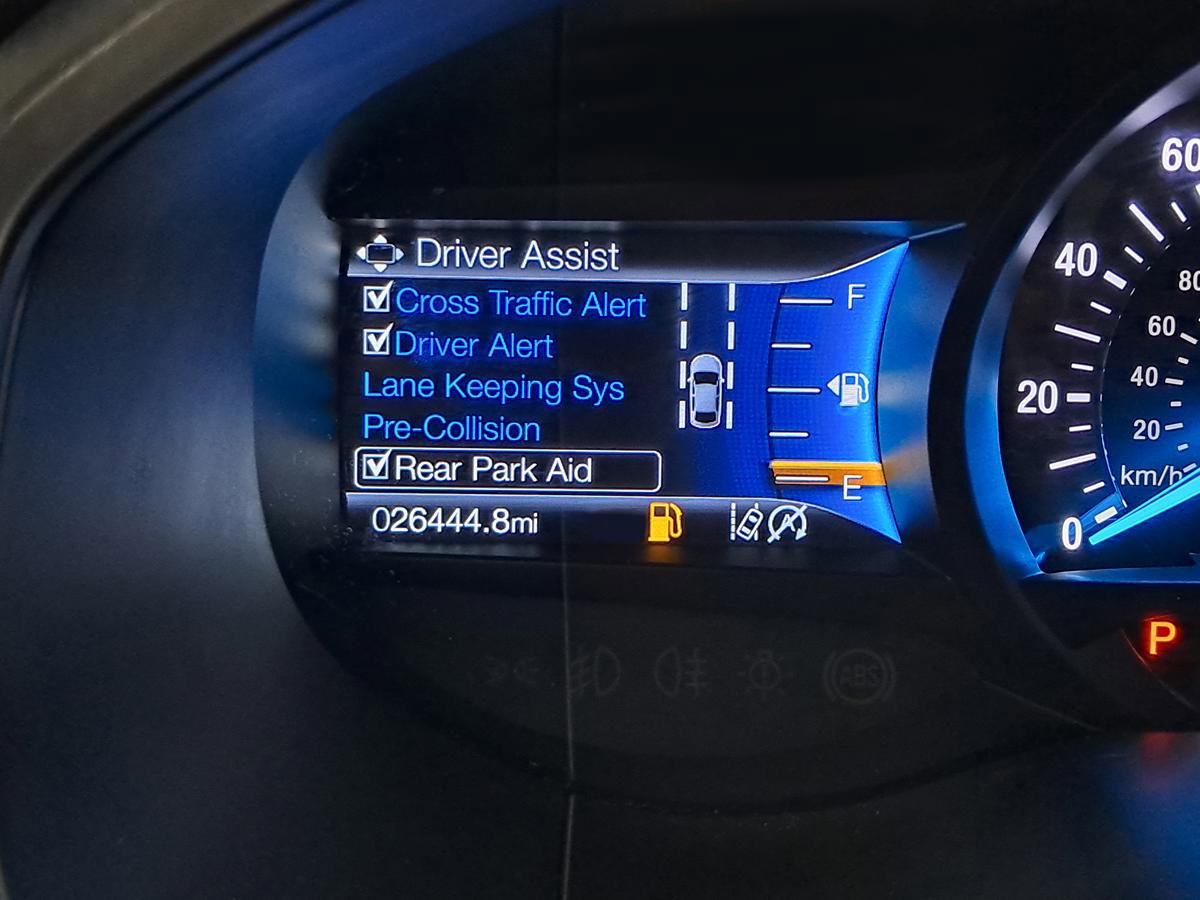 Driver Assist
Cross Traffic Alert
Driver Alert
Lane Keeping Sys
Pre-Collision
Rear Park Aid
026444.8mi
F
E
60
40
20
0
80
60
40
20
km/h
P
ABS